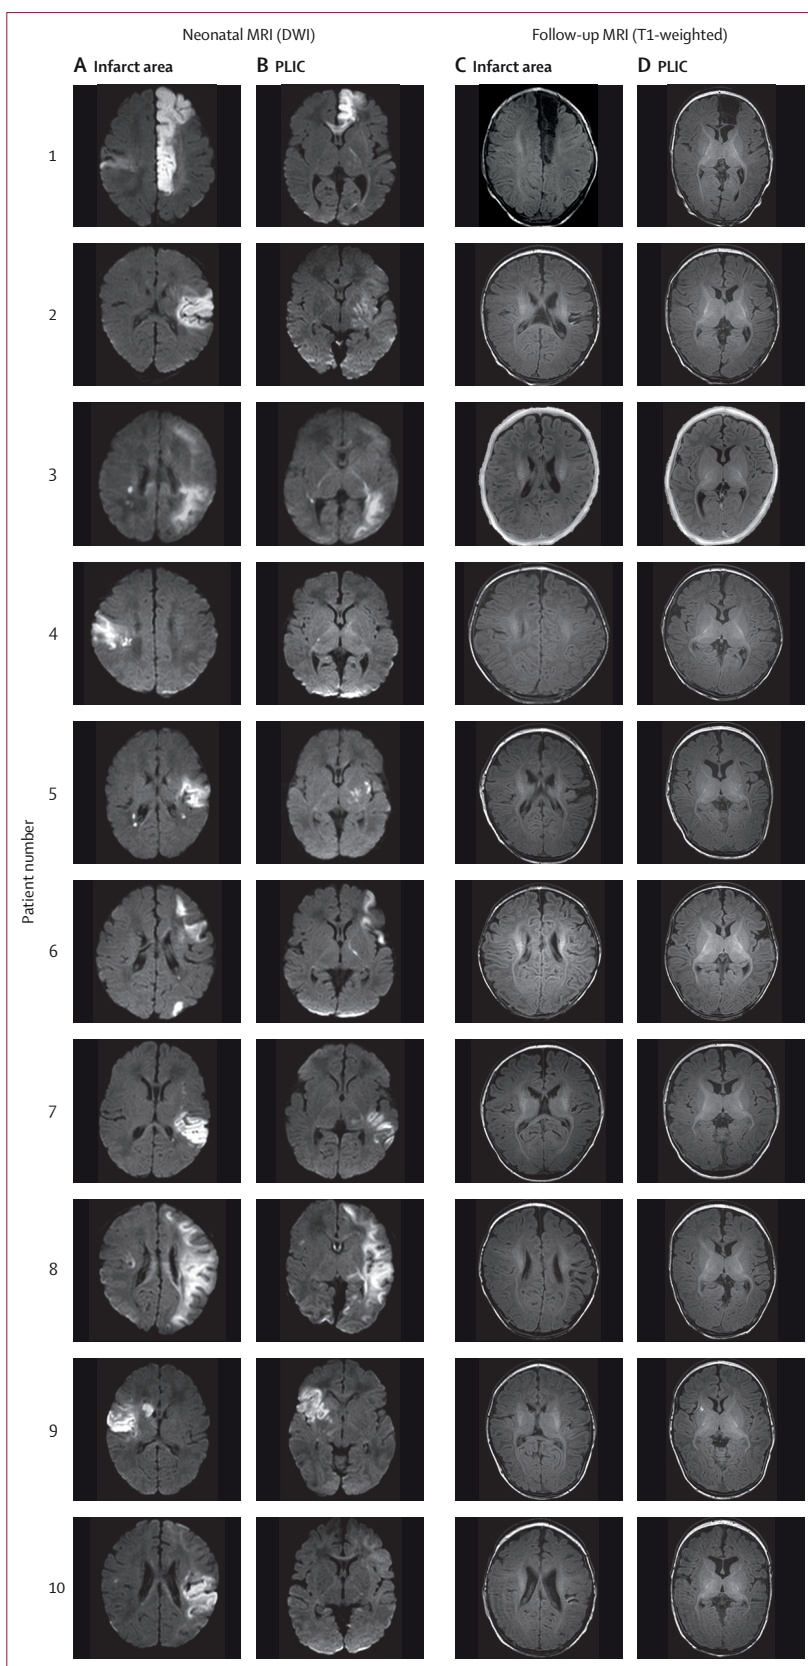 Neonatal MRI (DWI)
Follow-up MRI (T1-weighted)
A Infarct area
B PLIC
C Infarct area
D PLIC
1
2
3
4
5
6
7
8
9
10
Patient number